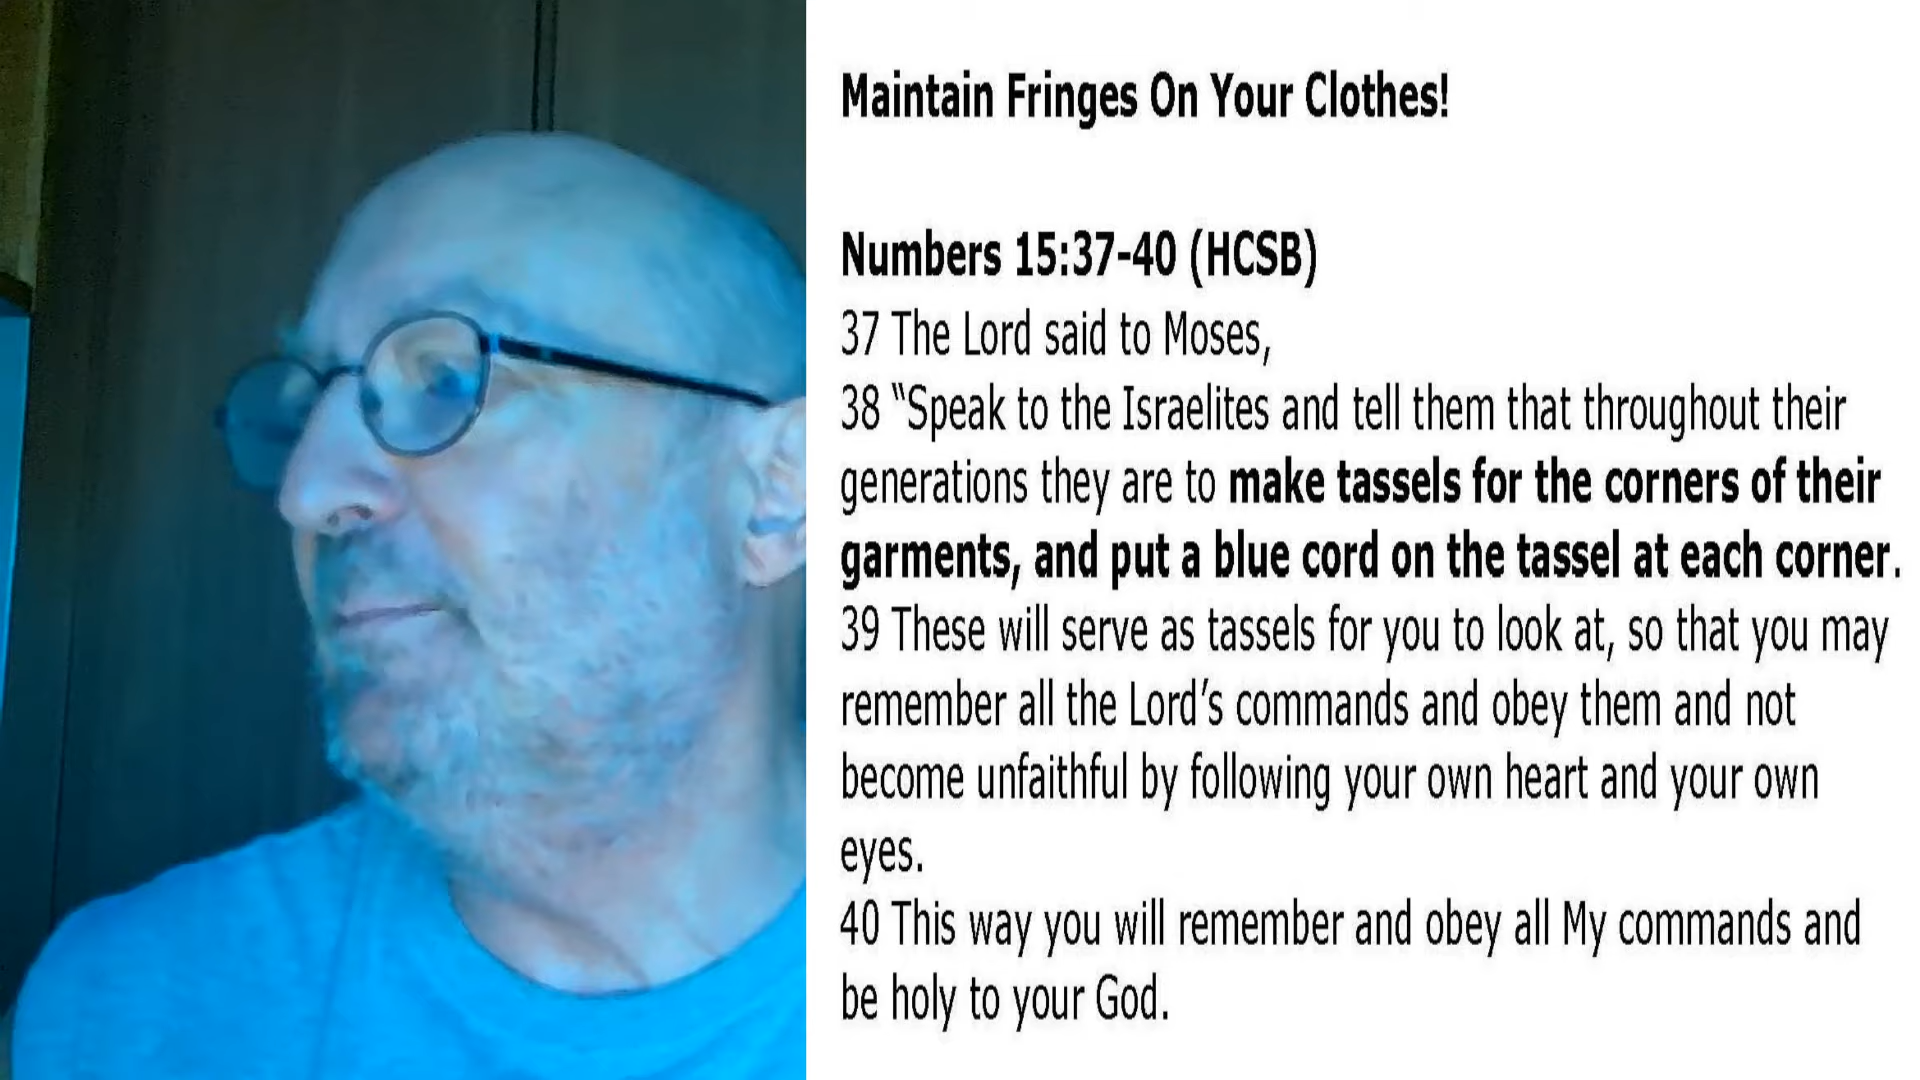 Maintain Fringes On Your Clothes!
Numbers 15:37-40 (HCSB)
37 The Lord said to Moses,
38 “Speak to the Israelites and tell them that throughout their
generations they are to make tassels for the corners of their
garments, and put a blue cord on the tassel at each corner.
39 These will serve as tassels for you to look at, so that you may
remember all the Lord’s commands and obey them and not
become unfaithful by following your own heart and your own
eyes.
40 This way you will remember and obey all My commands and
be holy to your God.